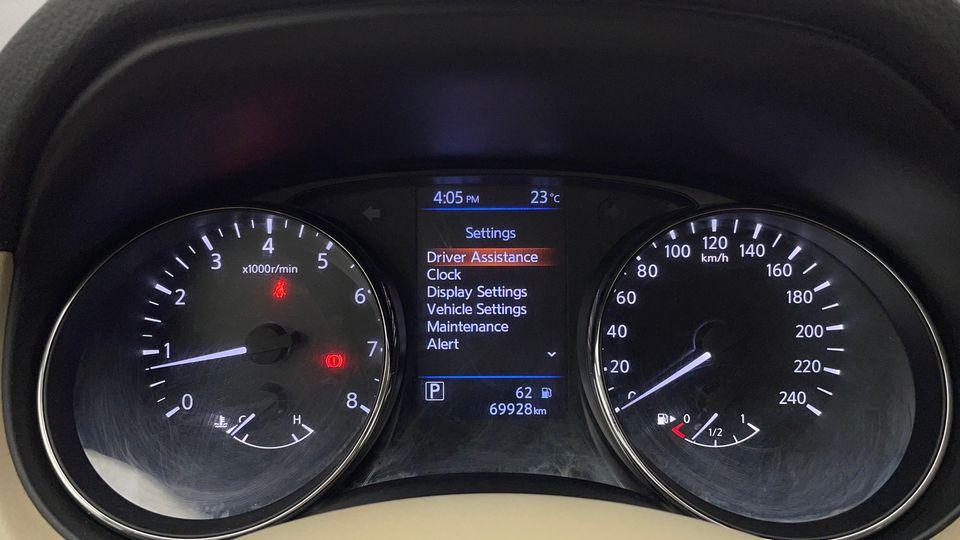 4:05 PM 23°C
Settings
Driver Assistance
Clock
Display Settings
Vehicle Settings
Maintenance
Alert
P 62
69928km
0 1 2 3 4 5 6 7 8
x1000r/min
C H
0 20 40 60 80 100 120 140 160 180 200 220 240
km/h
0 1/2 1